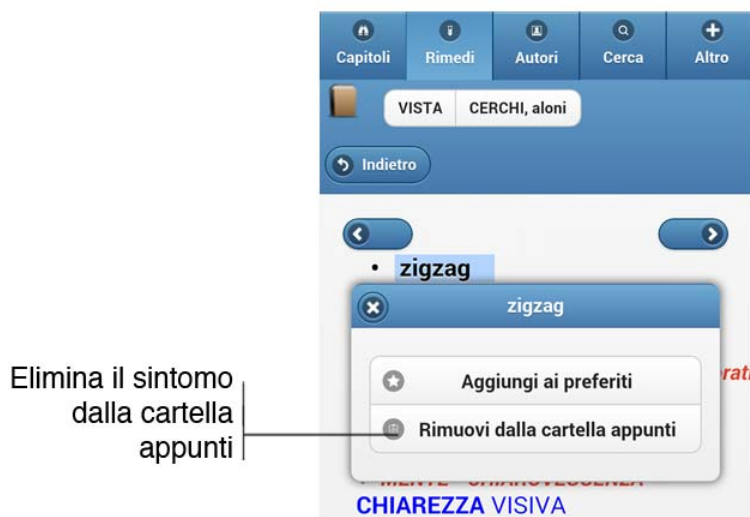 Capitoli Rimedi Autori Cerca Altro
VISTA CERCHI, aloni
Indietro
• zigzag
zigzag
Aggiungi ai preferiti
Rimuovi dalla cartella appunti
Elimina il sintomo
dalla cartella
appunti
CHIAREZZA VISIVA